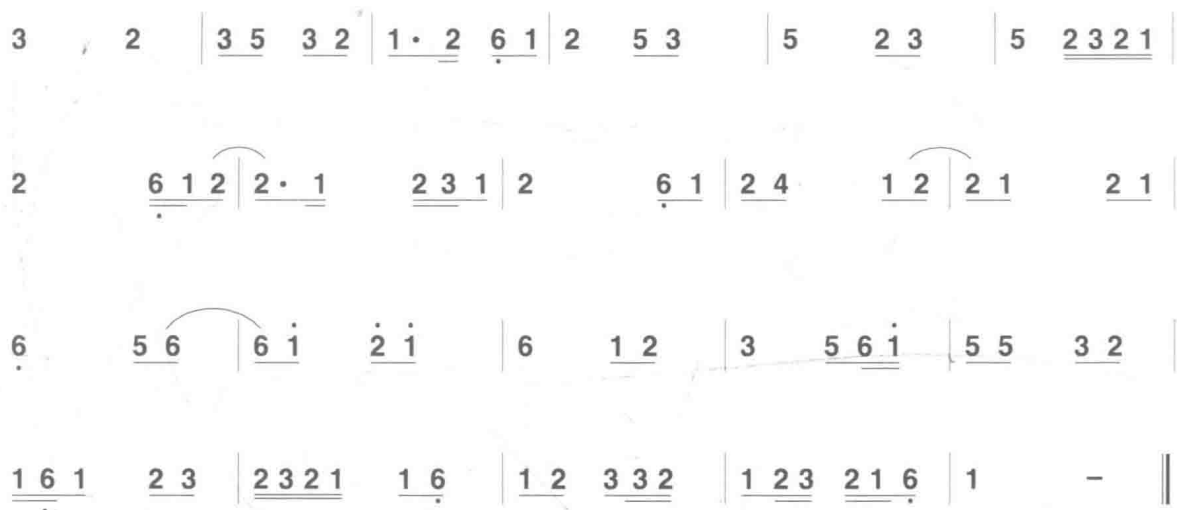 3 2 | 3 5 3 2 | 1· 2 6̣ 1 | 2 5 3 | 5 2 3 | 5 2 3 2 1 |
2 6̣ 1 2 | 2· 1 2 3 1 | 2 6̣ 1 | 2 4 1 2 | 2 1 2 1 |
6̣ 5 6 | 6 1̇ 2̇ 1̇ | 6 1 2 | 3 5 6 1̇ | 5 5 3 2 |
1 6̣ 1 2 3 | 2 3 2 1 1 6̣ | 1 2 3 3 2 | 1 2 3 2 1 6̣ | 1 – ‖